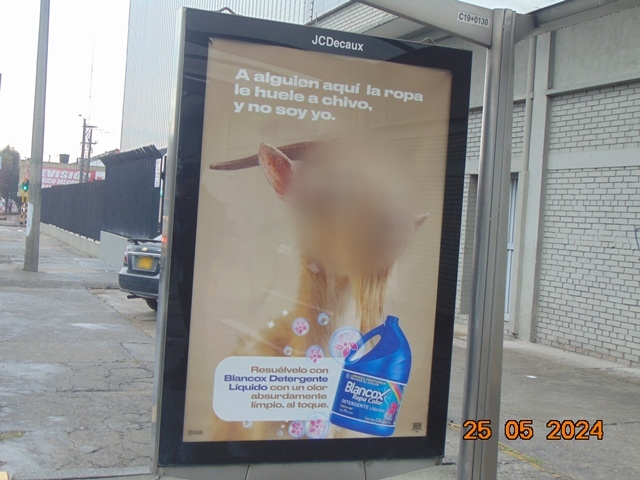 C19+0130
JCDecaux
A alguien aquí la ropa
le huele a chivo,
y no soy yo.
EVISIÓN
Resuélvelo con
Blancox Detergente
Líquido con un olor
absurdamente
limpio, al toque.
Blancox
Ropa Color
DETERGENTE Líquido
25 05 2024